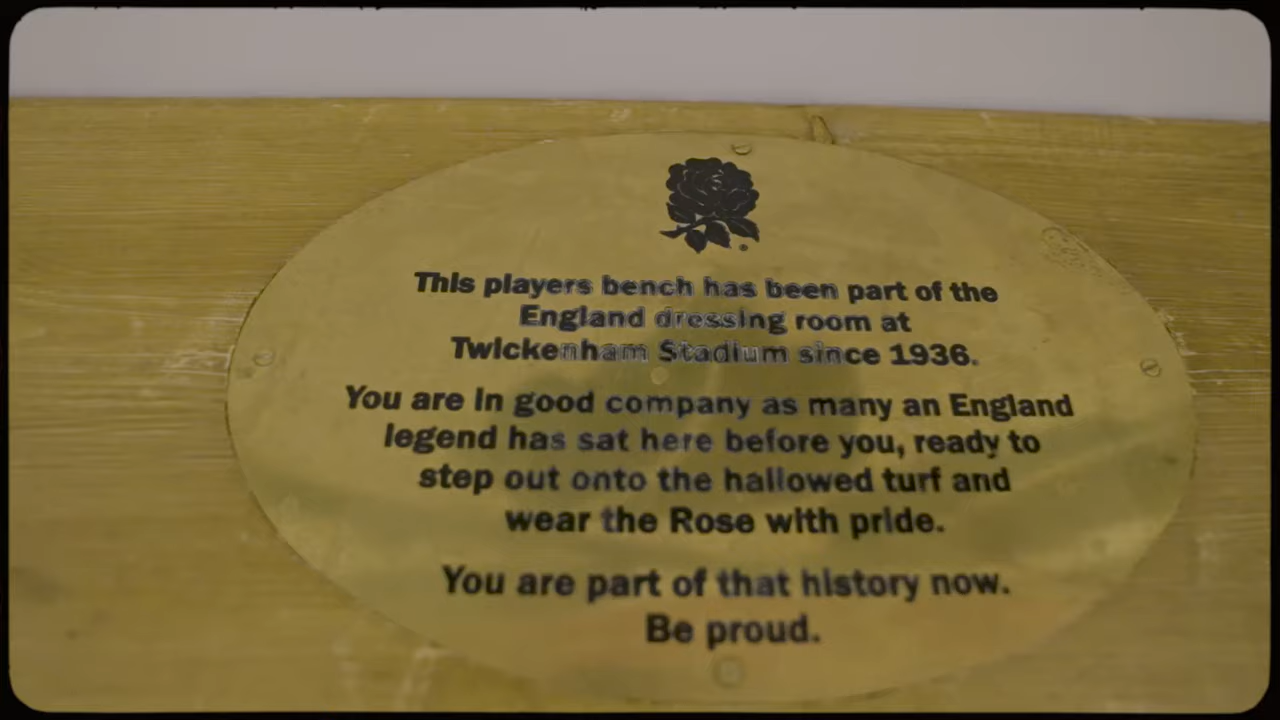 This players bench has been part of the
England dressing room at
Twickenham Stadium since 1936.
You are in good company as many an England
legend has sat here before you, ready to
step out onto the hallowed turf and
wear the Rose with pride.
You are part of that history now.
Be proud.